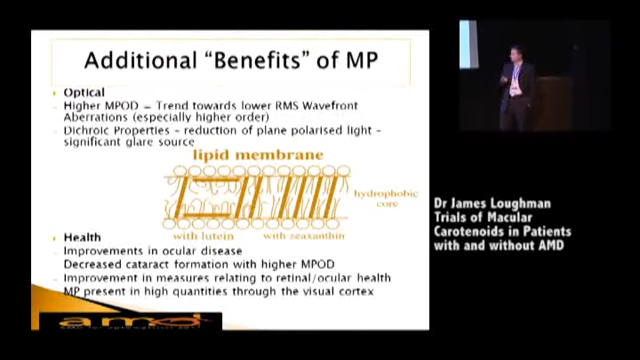 Additional "Benefits" of MP
Optical
Higher MPOD – Trend towards lower RMS Wavefront
Aberrations (especially higher order)
Dichroic Properties – reduction of plane polarised light –
significant glare source
lipid membrane
hydrophobic
core
with lutein
with zeaxanthin
Health
Improvements in ocular disease
Decreased cataract formation with higher MPOD
Improvement in measures relating to retinal/ocular health
MP present in high quantities through the visual cortex
amd
Dr James Loughman
Trials of Macular
Carotenoids in Patients
with and without AMD